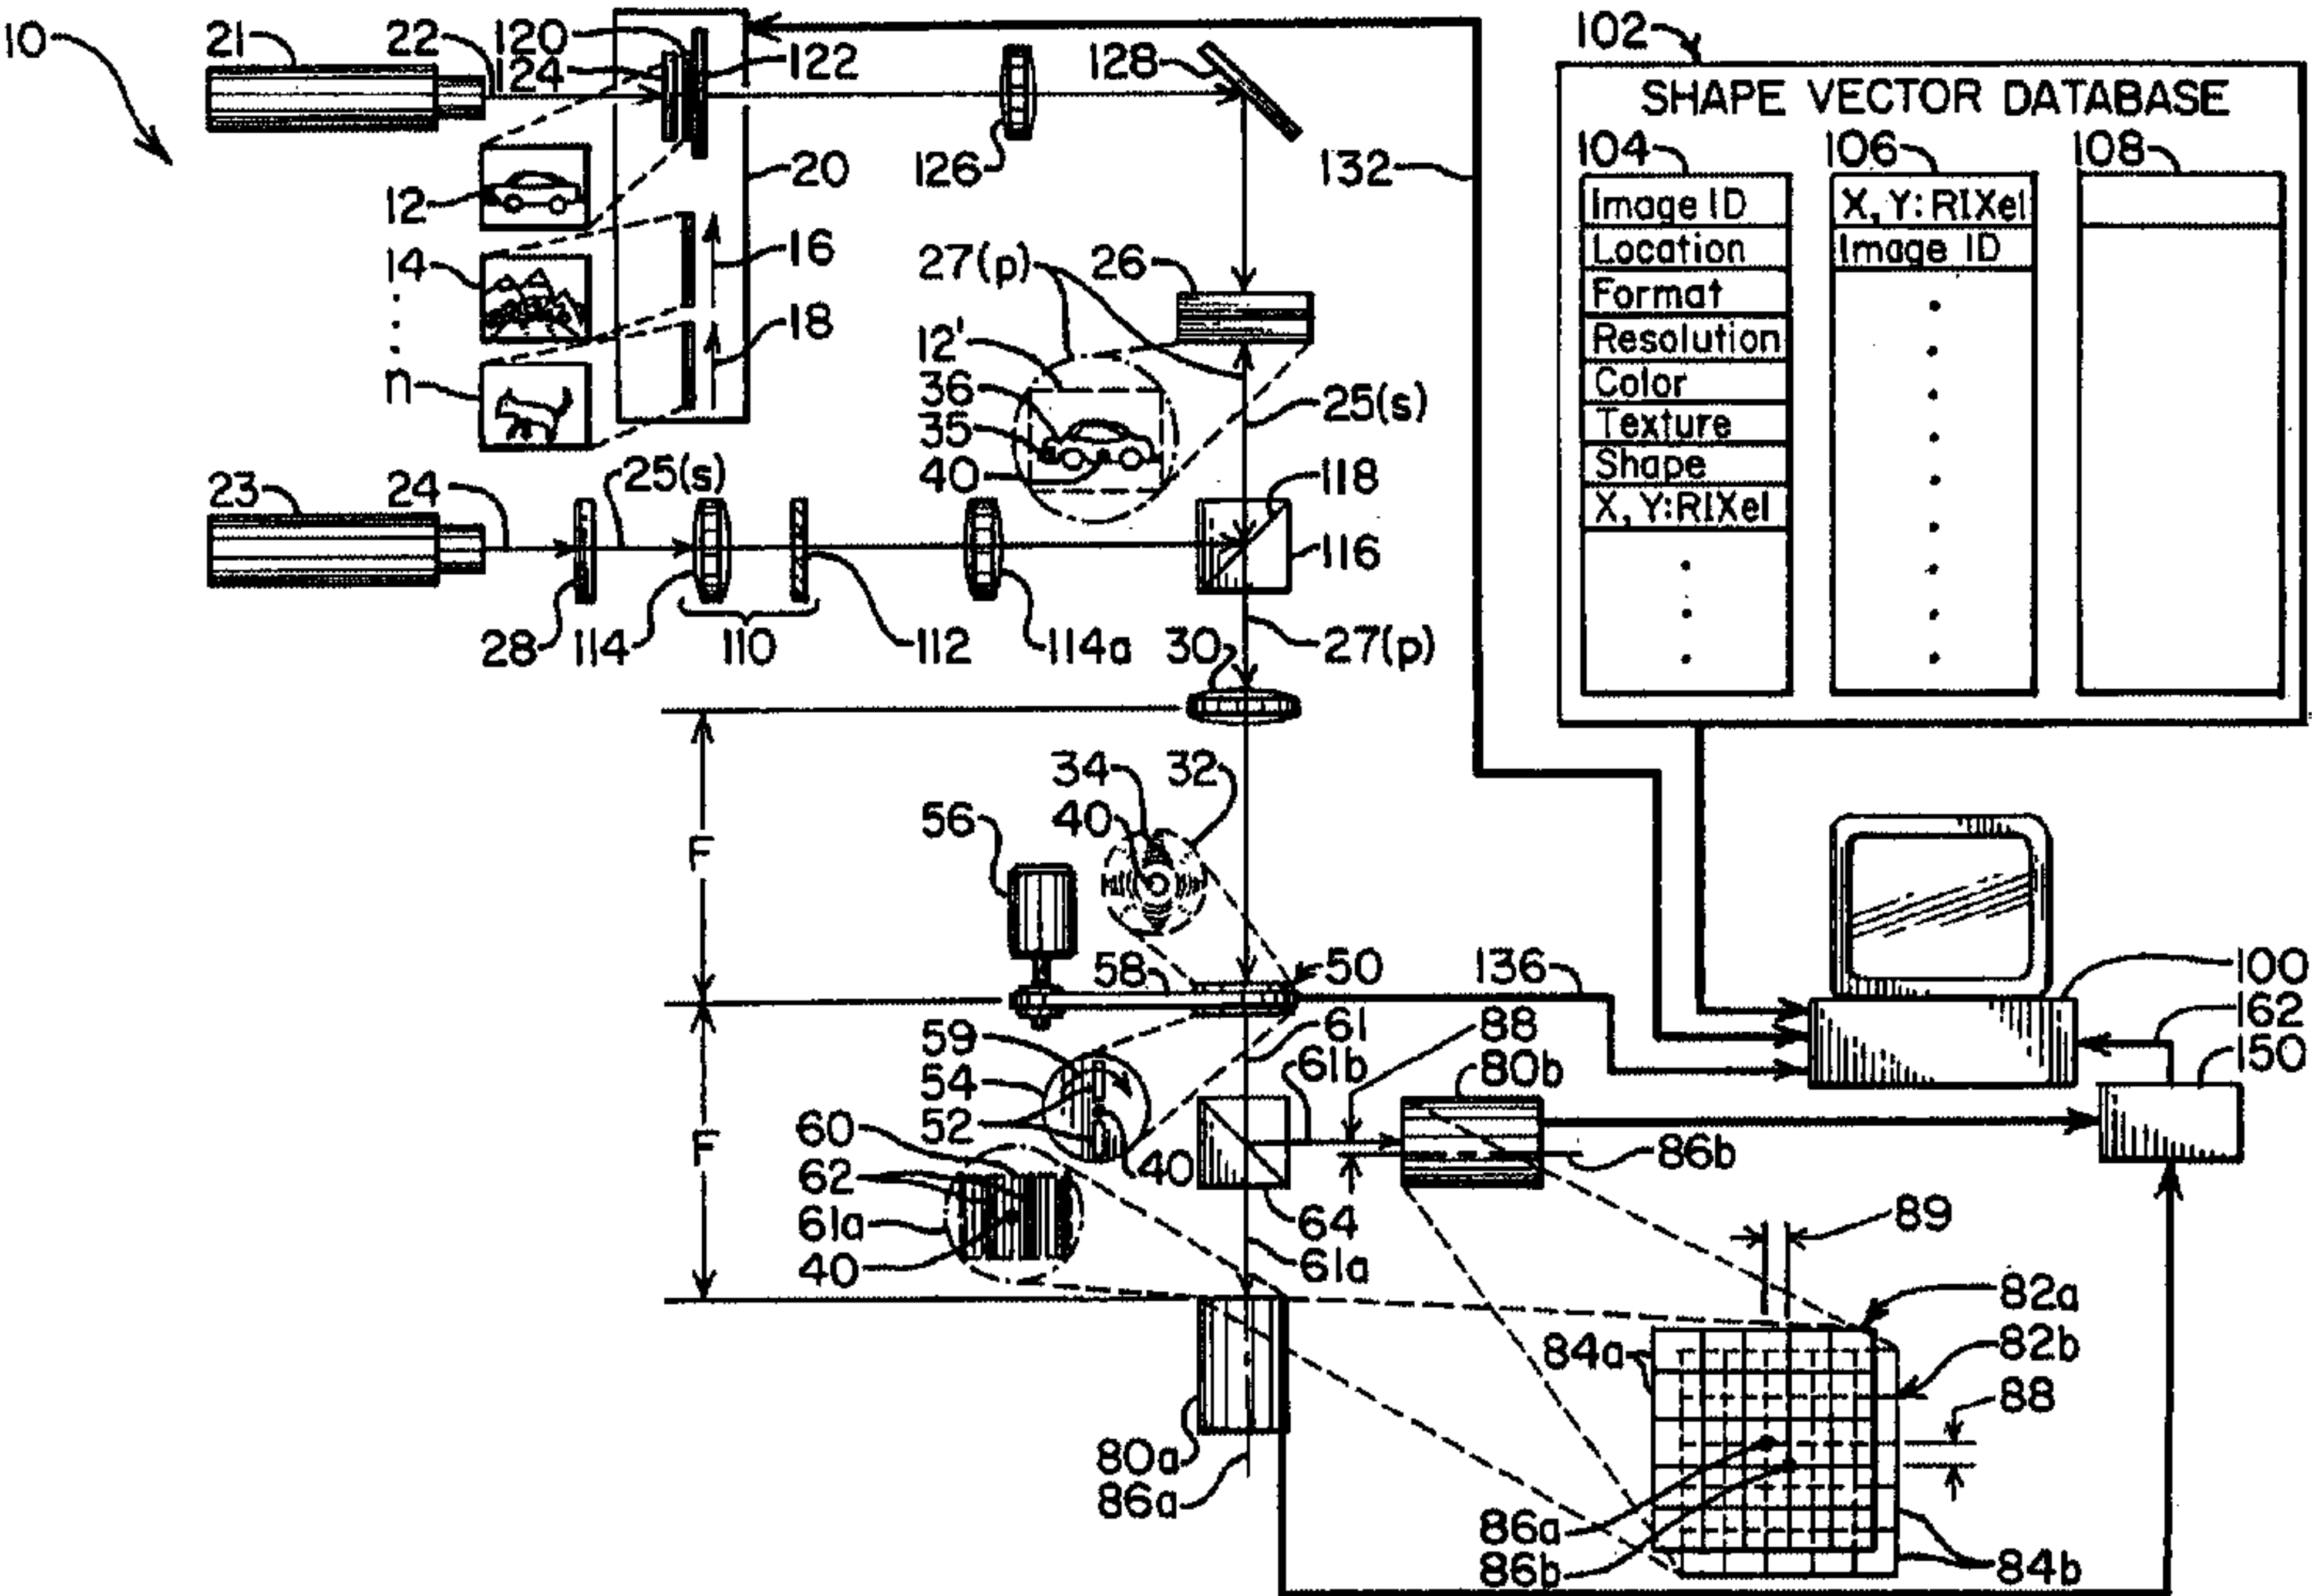 10
21
22
120
124
122
126
128
132
20
12
14
16
18
n
102
SHAPE VECTOR DATABASE
104
106
108
Image ID
Location
Format
Resolution
Color
Texture
Shape
X, Y:RIXel
X, Y:RIXel
Image ID
27(p)
26
12'
36
35
40
25(s)
118
116
23
24
25(s)
28
114
110
112
114a
30
27(p)
F
F
34
32
40
56
58
50
136
100
162
150
59
54
52
40
61
61b
88
80b
86b
60
62
61a
40
64
61a
89
82a
82b
84a
88
80a
86a
86a
86b
84b